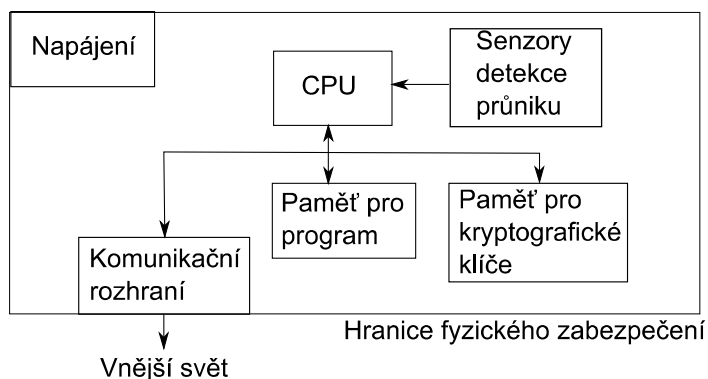 Napájení
CPU
Senzory
detekce
průniku
Paměť pro
program
Paměť pro
kryptografické
klíče
Komunikační
rozhraní
Hranice fyzického zabezpečení
Vnější svět